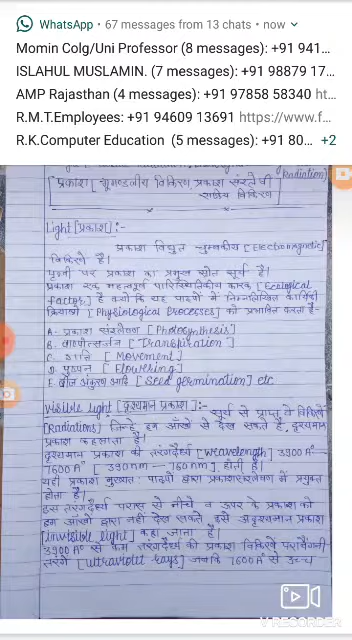 WhatsApp • 67 messages from 13 chats • now
Momin Colg/Uni Professor (8 messages): +91 941...
ISLAHUL MUSLAMIN. (7 messages): +91 98879 17...
AMP Rajasthan (4 messages): +91 97858 58340 ht...
R.M.T.Employees: +91 94609 13691 https://www.f...
R.K.Computer Education (5 messages): +91 80... +2
Radiation]
[प्रकाश] चुम्बकीय विकिरण प्रकाश संश्लेषी
सक्रिय विकिरण]
Light [प्रकाश]:-
प्रकाश विद्युत चुम्बकीय [Electromagnetic]
विकिरणें है।
पृथ्वी पर प्रकाश का प्रमुख स्रोत सूर्य है।
प्रकाश एक महत्वपूर्ण पारिस्थितिकीय कारक [Ecological
factor] है क्यों कि यह पादपों में निम्नलिखित कार्यिकी
क्रियाओं [Physiological Processes] को प्रभावित करता है-
A. प्रकाश संश्लेषण [Photosynthesis]
B. वाष्पोत्सर्जन [Transpiration]
C. गति [Movement]
D. पुष्पन [Flowering]
E. बीज अंकुरण आदि [Seed germination] etc
Visible light [दृश्यमान प्रकाश]:-
सूर्य से प्राप्त वे विकिरणें
[Radiations] जिन्हें हम आँखों से देख सकते है, दृश्यमान
प्रकाश कहलाता है।
दृश्यमान प्रकाश की तरंगदैर्ध्य [wavelength] 3900 A°-
7600 A° [390nm - 760nm] होती है।
यही प्रकाश मुख्यतः पादपों द्वारा प्रकाशसंश्लेषण में प्रयुक्त
होता है।
इस तरंगदैर्ध्य परास से नीचे व ऊपर के प्रकाश को
हम आँखों द्वारा नहीं देख सकते इसे अदृश्यमान प्रकाश
[invisible light] कहा जाता है।
3900 A° से कम तरंगदैर्ध्य की प्रकाश विकिरणें पराबैंगनी
तरंगे [ultraviolet rays] जबकि 7600 A° से उच्च
V RECORDER